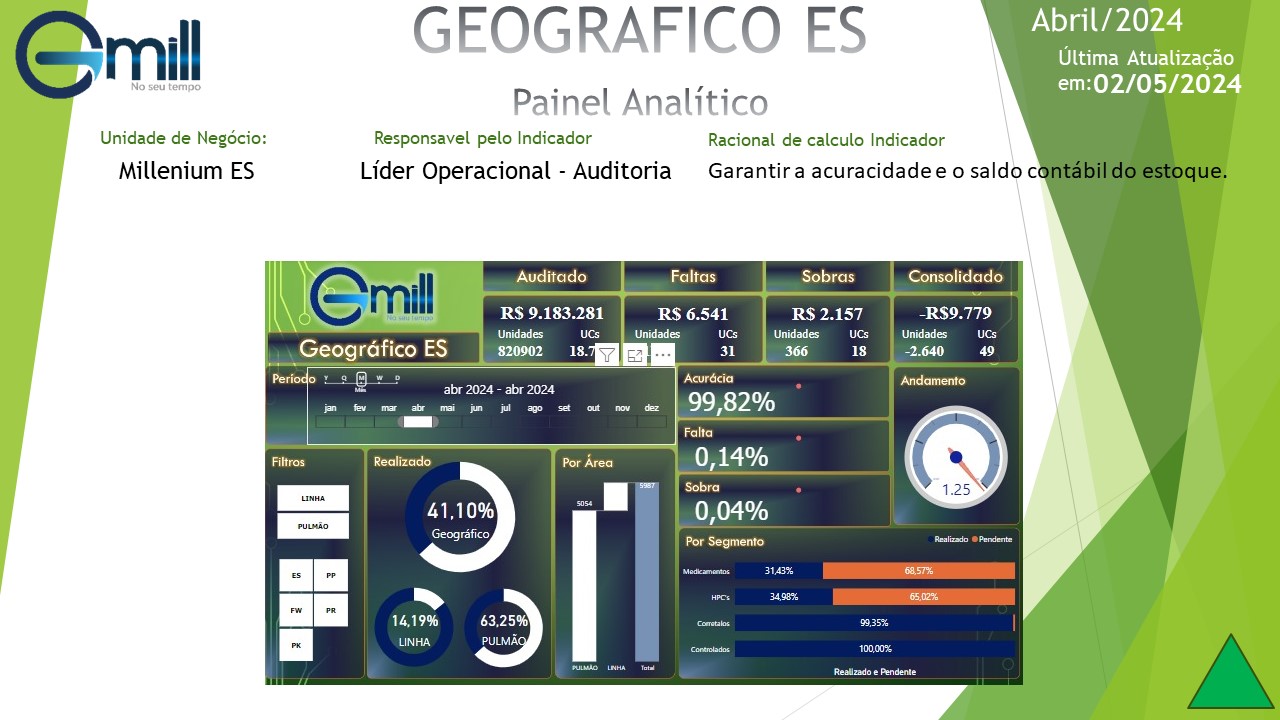 Gmill
No seu tempo
GEOGRAFICO ES
Painel Analítico
Abril/2024
Última Atualização
em:02/05/2024
Unidade de Negócio:
Millenium ES
Responsavel pelo Indicador
Líder Operacional - Auditoria
Racional de calculo Indicador
Garantir a acuracidade e o saldo contábil do estoque.
Gmill
No seu tempo
Geográfico ES
Auditado
R$ 9.183.281
Unidades UCs
820902 18.7
Faltas
R$ 6.541
Unidades UCs
31
Sobras
R$ 2.157
Unidades UCs
366 18
Consolidado
-R$9.779
Unidades UCs
-2.640 49
Período
Y Q M W D
Mês
abr 2024 - abr 2024
jan fev mar abr mai jun jul ago set out nov dez
Acurácia
99,82%
Falta
0,14%
Sobra
0,04%
Andamento
1.25
Filtros
LINHA
PULMÃO
ES PP
FW PR
PK
Realizado
41,10%
Geográfico
14,19%
LINHA
63,25%
PULMÃO
Por Área
5054
5987
PULMÃO LINHA Total
Por Segmento
Realizado Pendente
Medicamentos 31,43% 68,57%
HPC's 34,98% 65,02%
Correlatos 99,35%
Controlados 100,00%
Realizado e Pendente